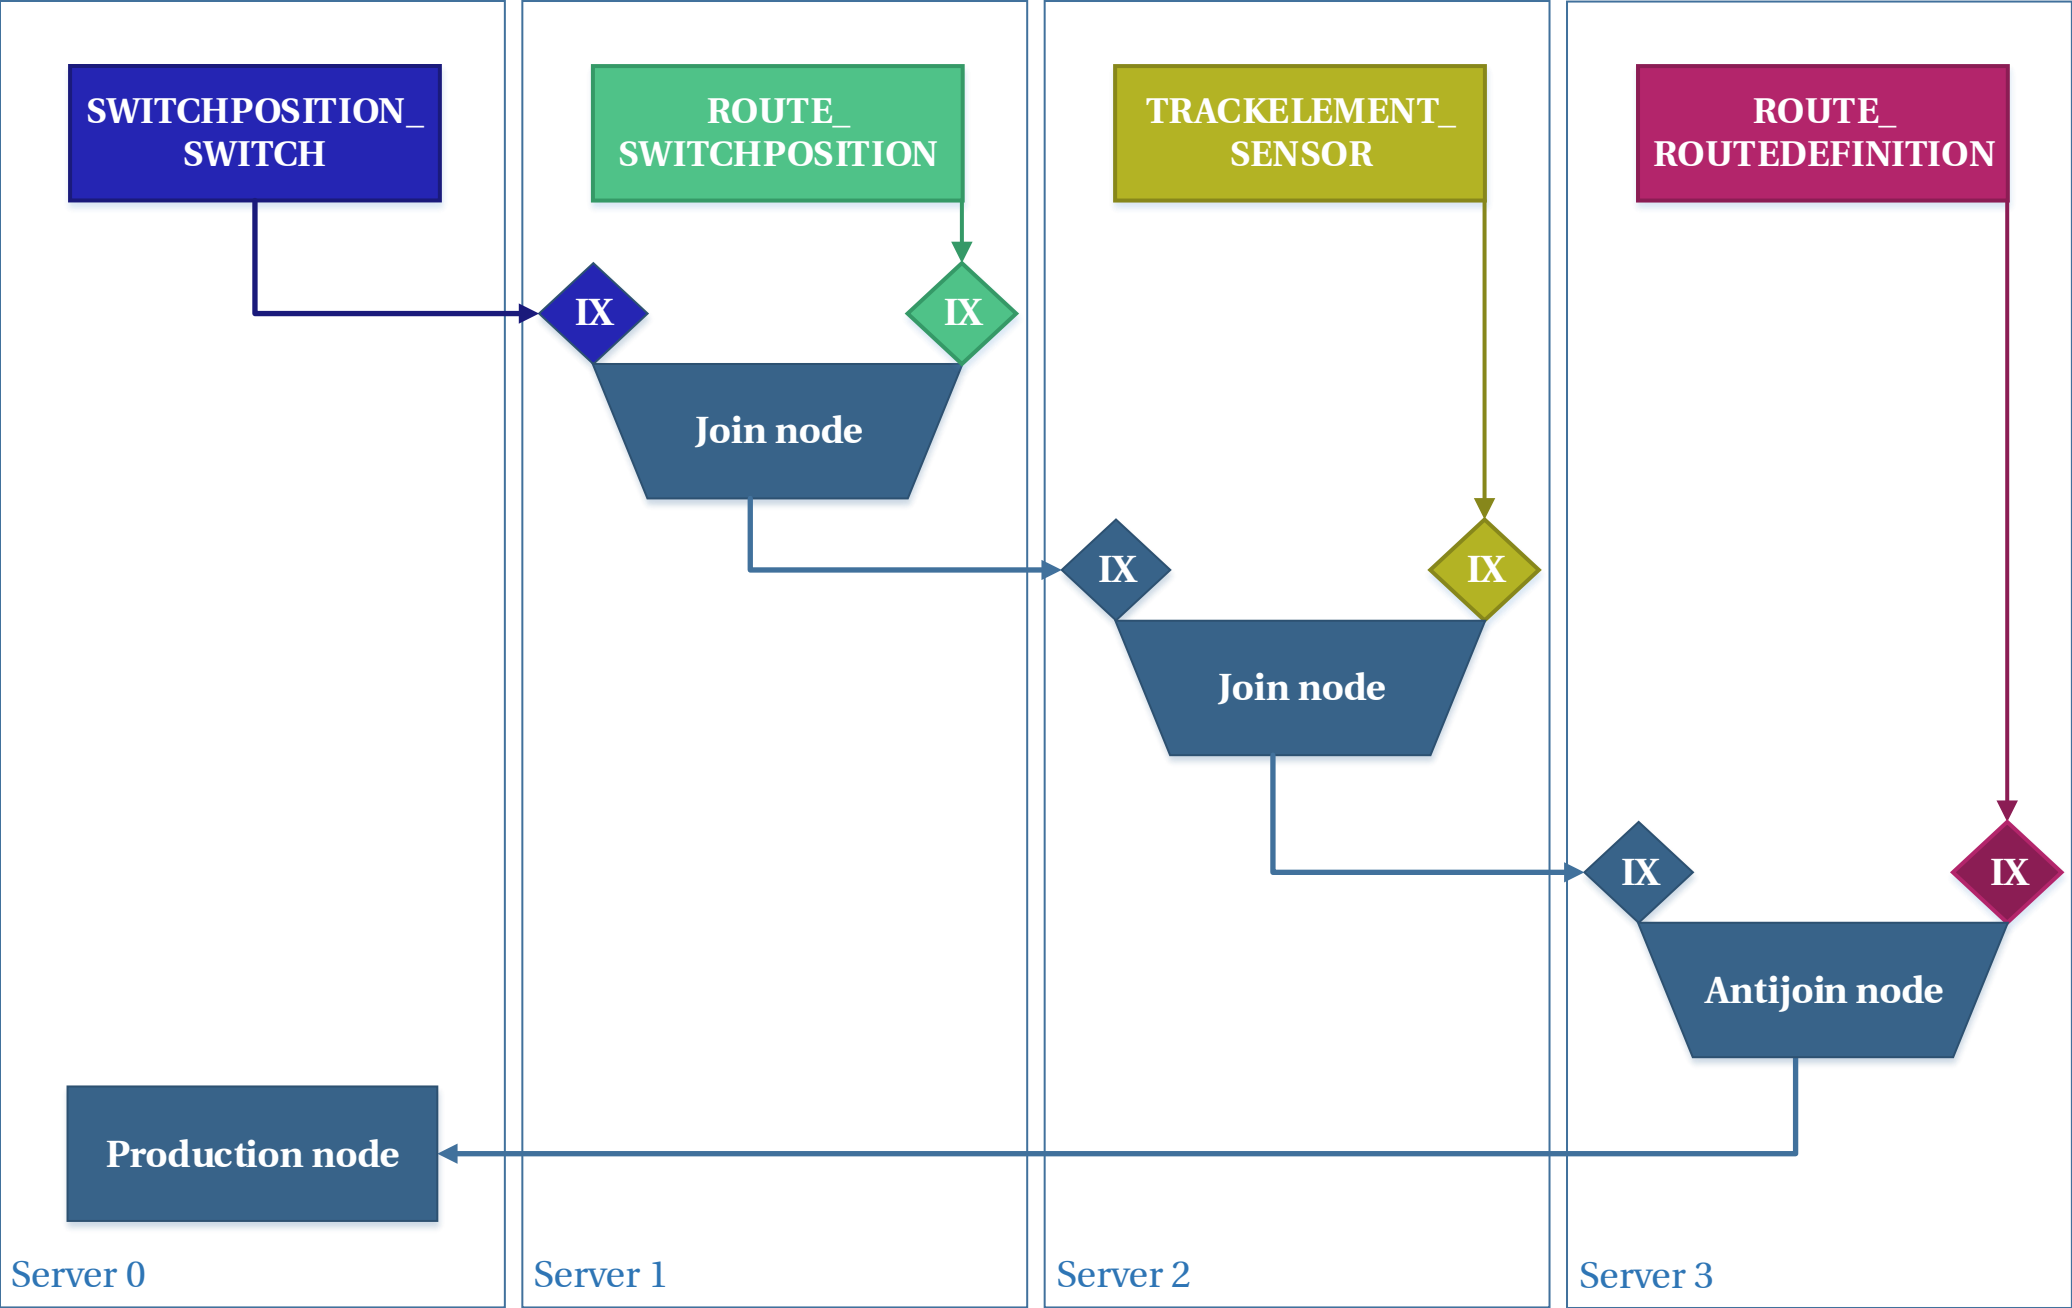 SWITCHPOSITION_
SWITCH
ROUTE_
SWITCHPOSITION
TRACKELEMENT_
SENSOR
ROUTE_
ROUTEDEFINITION
IX
IX
Join node
IX
IX
Join node
IX
IX
Antijoin node
Production node
Server 0
Server 1
Server 2
Server 3